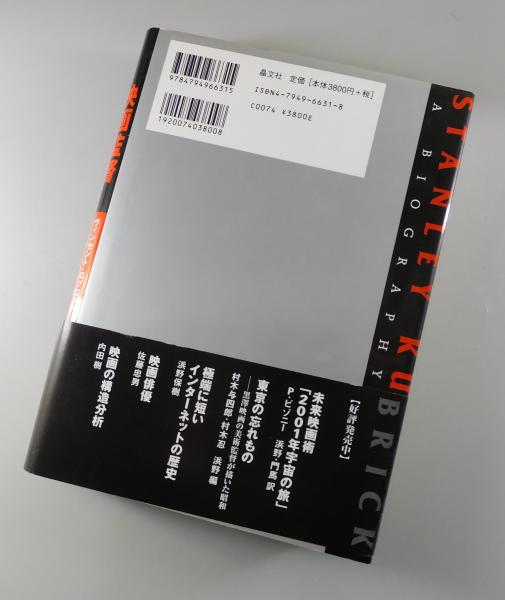 9784794966315
1920074038008
晶文社 定価[本体3800円+税]
ISBN4-7949-6631-8
C0074 ¥3800E
STANLEY KUBRICK
A BIOGRAPHY
【好評発売中】
未来映画術
「2001年宇宙の旅」
P・ビゾニー 浜野・門馬 訳
東京の忘れもの
——黒澤映画の美術監督が描いた昭和
村木与四郎・村木忍 浜野 編
極端に短い
インターネットの歴史
浜野保樹
映画俳優
佐藤忠男
映画の構造分析
内田樹